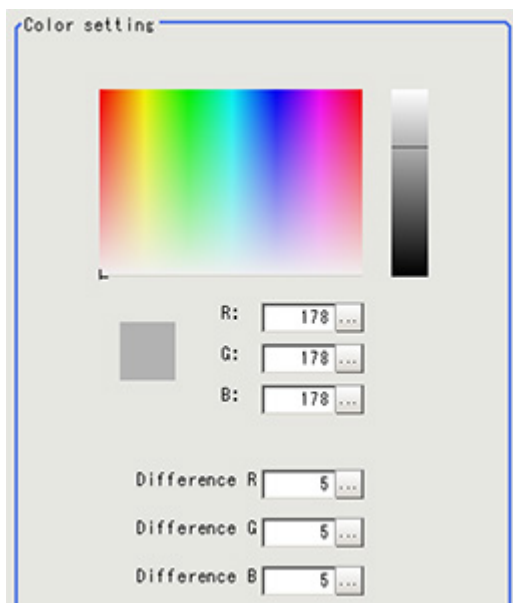 Color setting
R: 178 ...
G: 178 ...
B: 178 ...
Difference R 5 ...
Difference G 5 ...
Difference B 5 ...